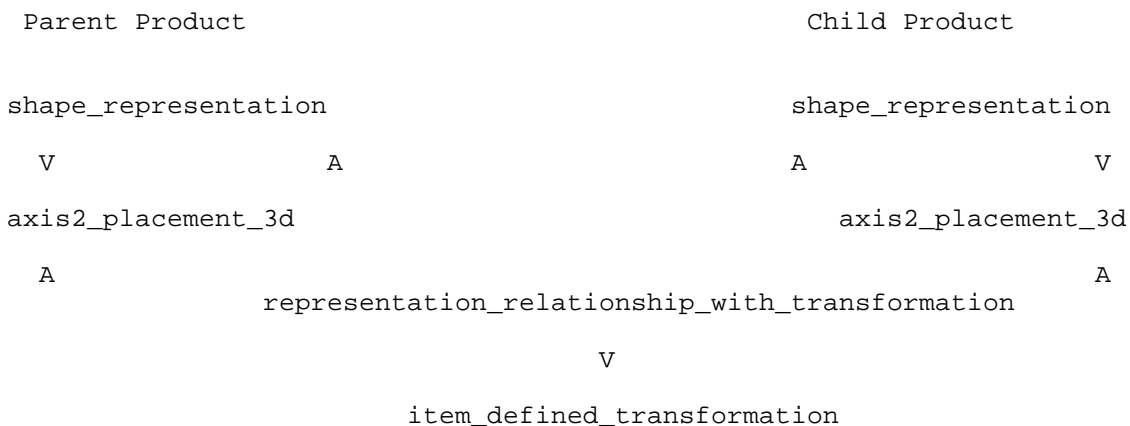 Parent Product Child Product
shape_representation shape_representation
V A A V
axis2_placement_3d axis2_placement_3d
A A
representation_relationship_with_transformation
V
item_defined_transformation